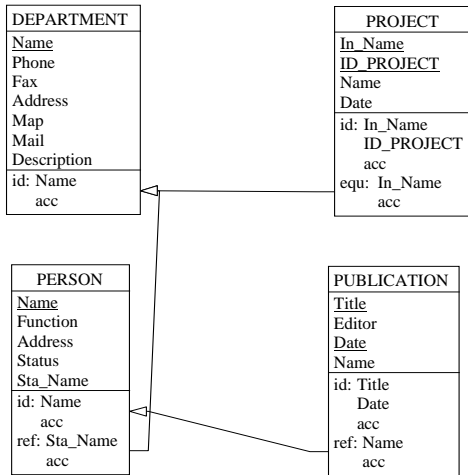 DEPARTMENT
Name
Phone
Fax
Address
Map
Mail
Description
id: Name
acc
PROJECT
In_Name
ID_PROJECT
Name
Date
id: In_Name
ID_PROJECT
acc
equ: In_Name
acc
PERSON
Name
Function
Address
Status
Sta_Name
id: Name
acc
ref: Sta_Name
acc
PUBLICATION
Title
Editor
Date
Name
id: Title
Date
acc
ref: Name
acc